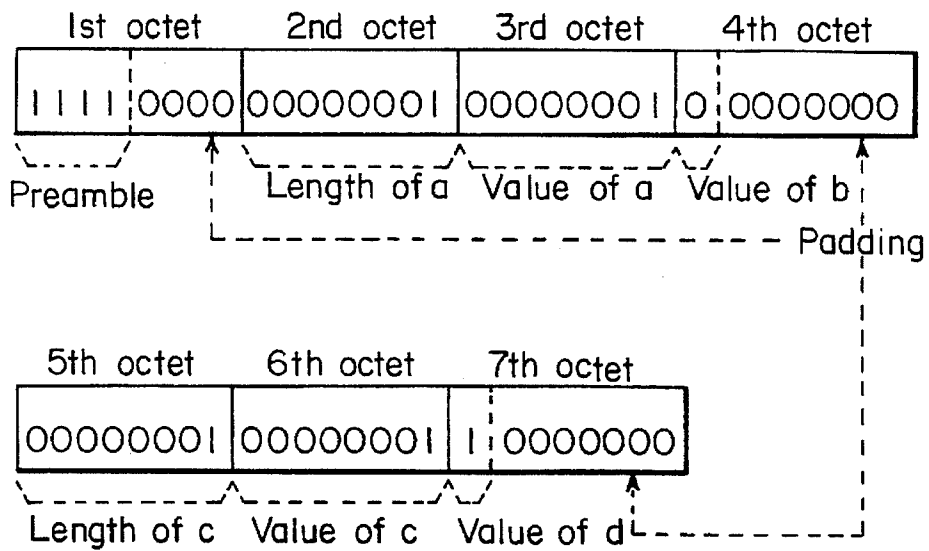 1st octet 2nd octet 3rd octet 4th octet
1111 0000 00000001 00000001 0 0000000
Preamble Length of a Value of a Value of b
Padding
5th octet 6th octet 7th octet
00000001 00000001 1 0000000
Length of c Value of c Value of d